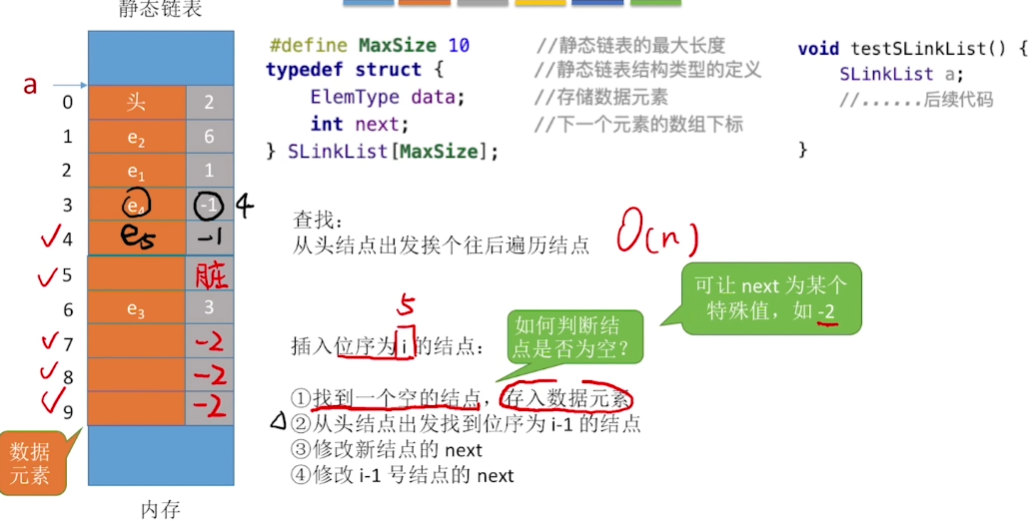 静态链表
a
0 头 2
1 e₂ 6
2 e₁ 1
3 e₄ -1 4
4 e₅ -1
5 脏
6 e₃ 3
7 -2
8 -2
9 -2
数据
元素
内存
#define MaxSize 10 //静态链表的最大长度
typedef struct { //静态链表结构类型的定义
ElemType data; //存储数据元素
int next; //下一个元素的数组下标
} SLinkList[MaxSize];
void testSLinkList() {
SLinkList a;
//......后续代码
}
查找：
从头结点出发挨个往后遍历结点 O(n)
可让 next 为某个
特殊值，如 -2
如何判断结
点是否为空？
5
插入位序为 i 的结点：
①找到一个空的结点，存入数据元素
②从头结点出发找到位序为 i-1 的结点
③修改新结点的 next
④修改 i-1 号结点的 next